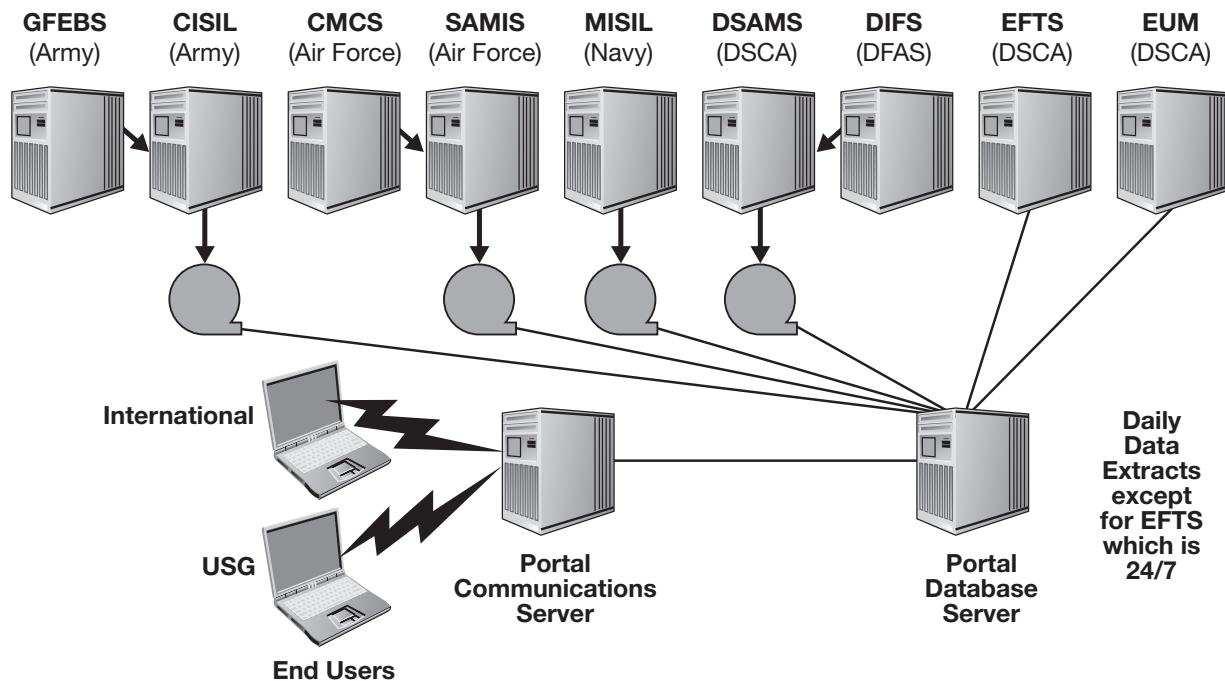 GFEBS
(Army)
CISIL
(Army)
CMCS
(Air Force)
SAMIS
(Air Force)
MISIL
(Navy)
DSAMS
(DSCA)
DIFS
(DFAS)
EFTS
(DSCA)
EUM
(DSCA)
International
USG
End Users
Portal
Communications
Server
Portal
Database
Server
Daily
Data
Extracts
except
for EFTS
which is
24/7